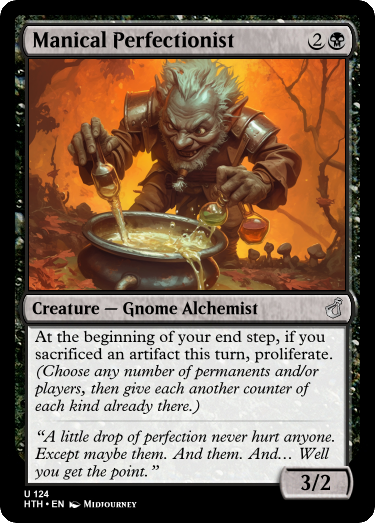 Manical Perfectionist 2
Creature — Gnome Alchemist
At the beginning of your end step, if you
sacrificed an artifact this turn, proliferate.
(Choose any number of permanents and/or
players, then give each another counter of
each kind already there.)
“A little drop of perfection never hurt anyone.
Except maybe them. And them. And… Well
you get the point.”
3/2
U 124
HTH • EN Midjourney